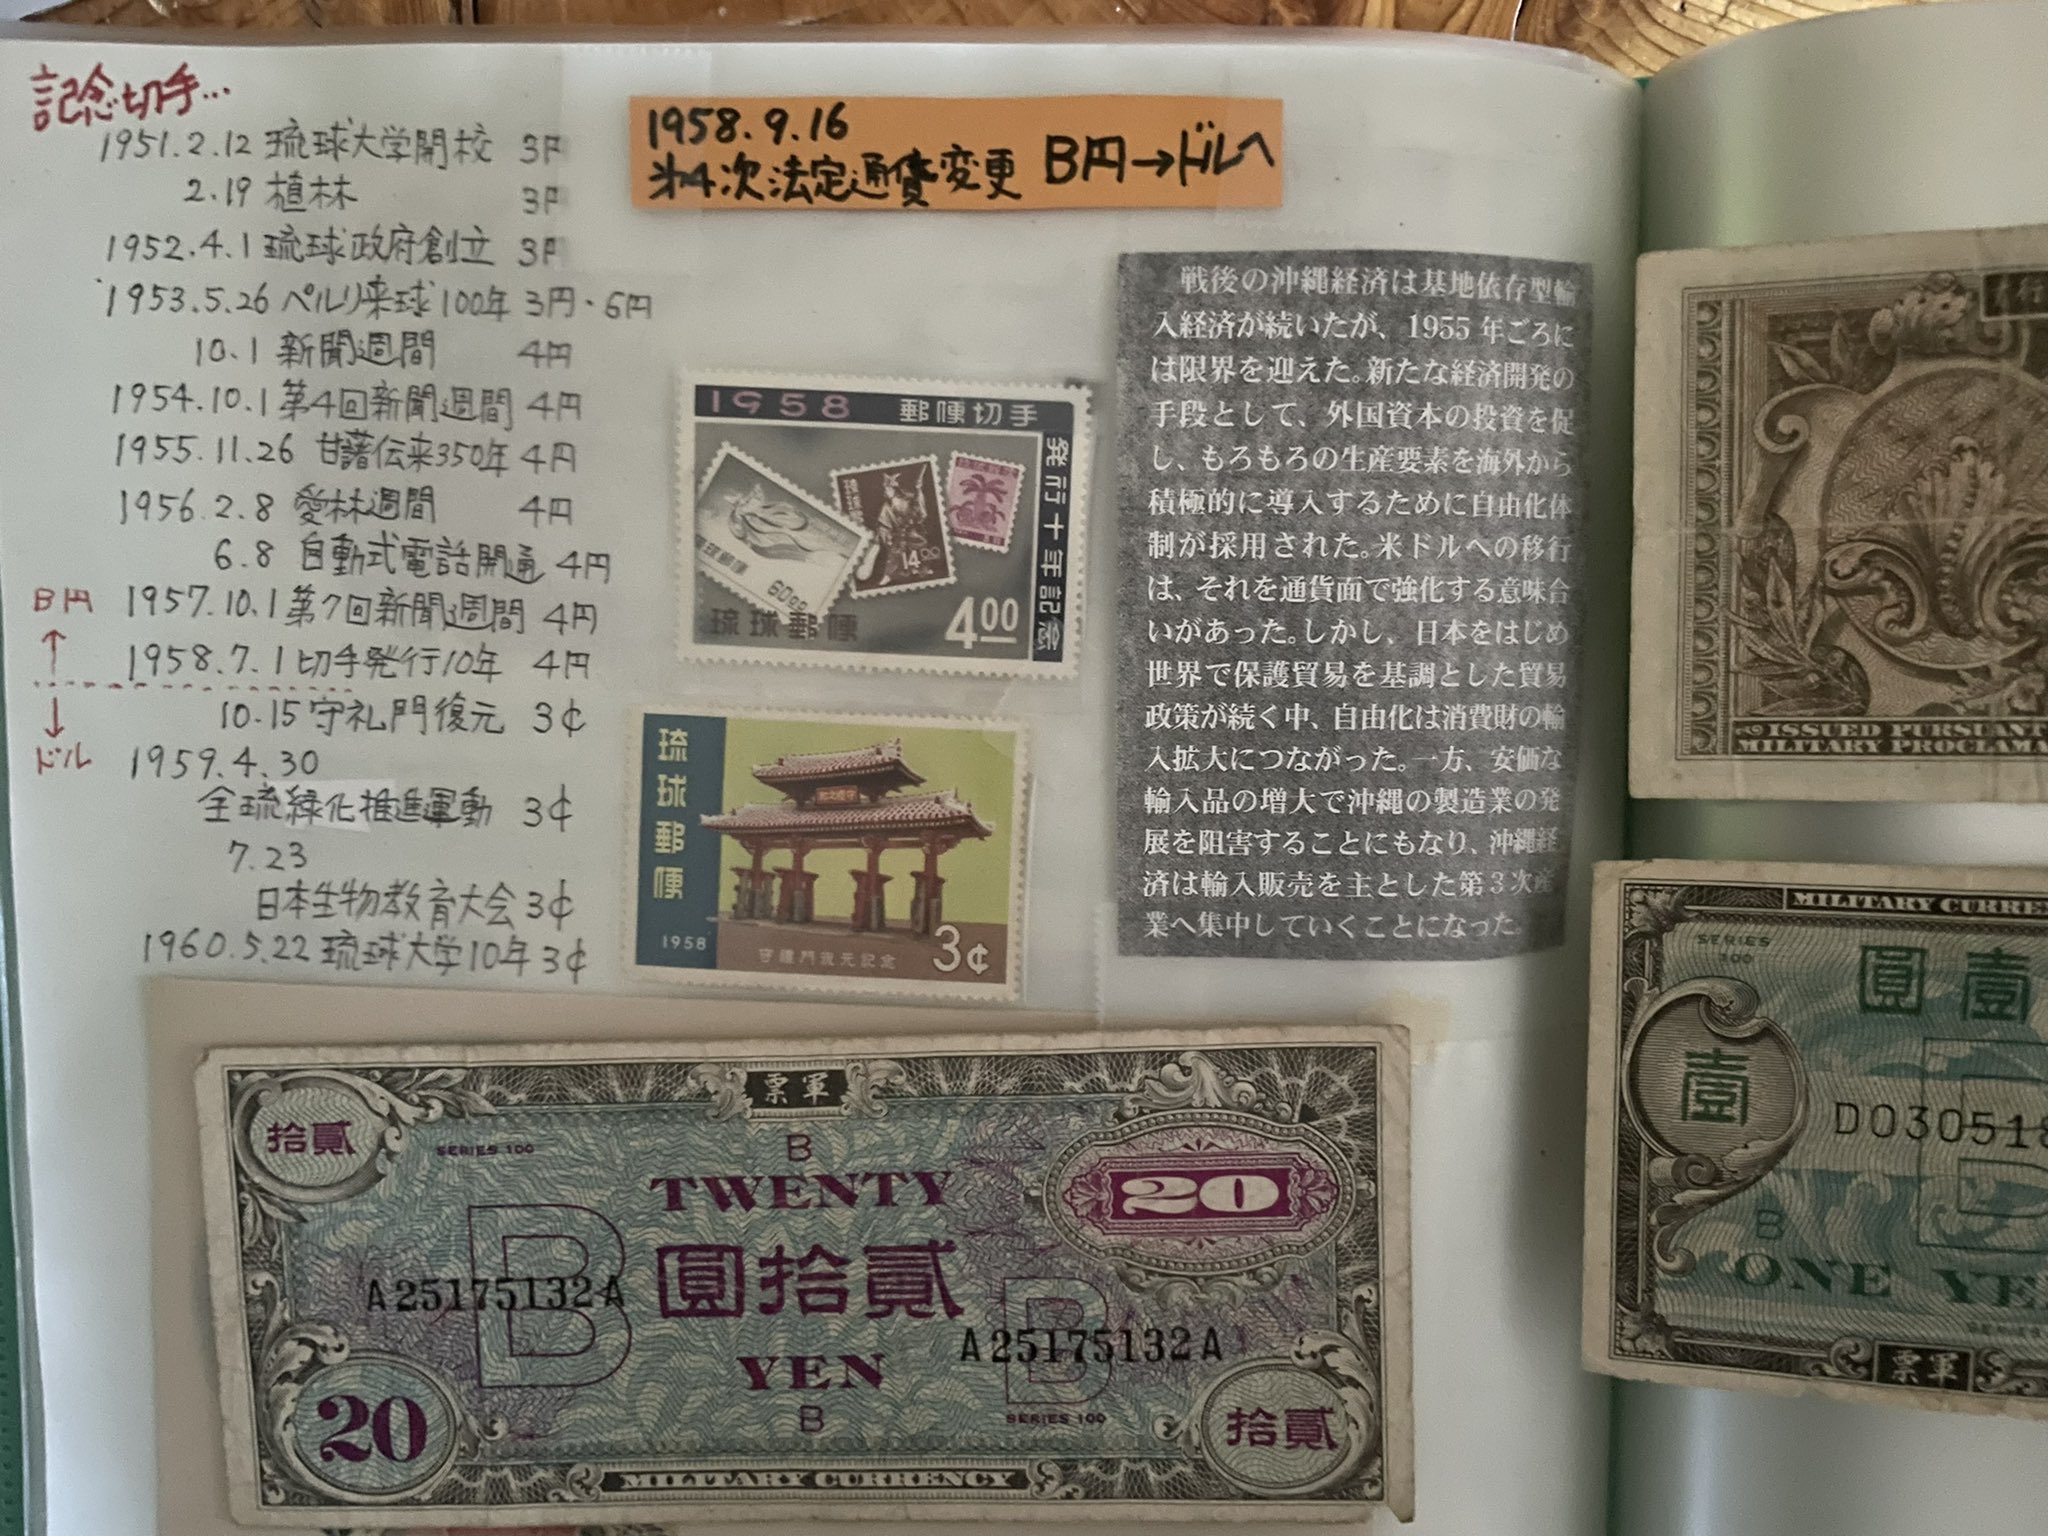 記念切手…
1951.2.12 琉球大学開校 3円
2.19 植林 3円
1952.4.1 琉球政府創立 3円
1953.5.26 ペルリ来球100年 3円・6円
10.1 新聞週間 4円
1954.10.1 第4回新聞週間 4円
1955.11.26 甘藷伝来350年 4円
1956.2.8 愛林週間 4円
6.8 自動式電話開通 4円
B円 1957.10.1 第7回新聞週間 4円
↑ 1958.7.1 切手発行10年 4円
↓ 10.15 守礼門復元 3¢
ドル 1959.4.30
全琉緑化推進運動 3¢
7.23
日本生物教育大会 3¢
1960.5.22 琉球大学10年 3¢
1958.9.16
第4次法定通貨変更 B円→ドルへ
1958 郵便切手
発行十年記念
琉球郵便
6000
14.00
琉球郵便
4.00
琉球郵便
1958
守禮門復元記念
3¢
戦後の沖縄経済は基地依存型輸
入経済が続いたが、1955年ごろに
は限界を迎えた。新たな経済開発の
手段として、外国資本の投資を促
し、もろもろの生産要素を海外から
積極的に導入するために自由化体
制が採用された。米ドルへの移行
は、それを通貨面で強化する意味合
いがあった。しかし、日本をはじめ
世界で保護貿易を基調とした貿易
政策が続く中、自由化は消費財の輸
入拡大につながった。一方、安価な
輸入品の増大で沖縄の製造業の発
展を阻害することにもなり、沖縄経
済は輸入販売を主とした第3次産
業へ集中していくことになった。
票軍
拾貳
SERIES 100
B
TWENTY
20
B
圓拾貳
A25175132A
A25175132A
YEN
B
B
SERIES 100
20
拾貳
MILITARY CURRENCY
ISSUED PURSUANT
MILITARY PROCLAMA
MILITARY CURRE
SERIES
100
圓壹
壹
D030518
B
ONE YE
票軍